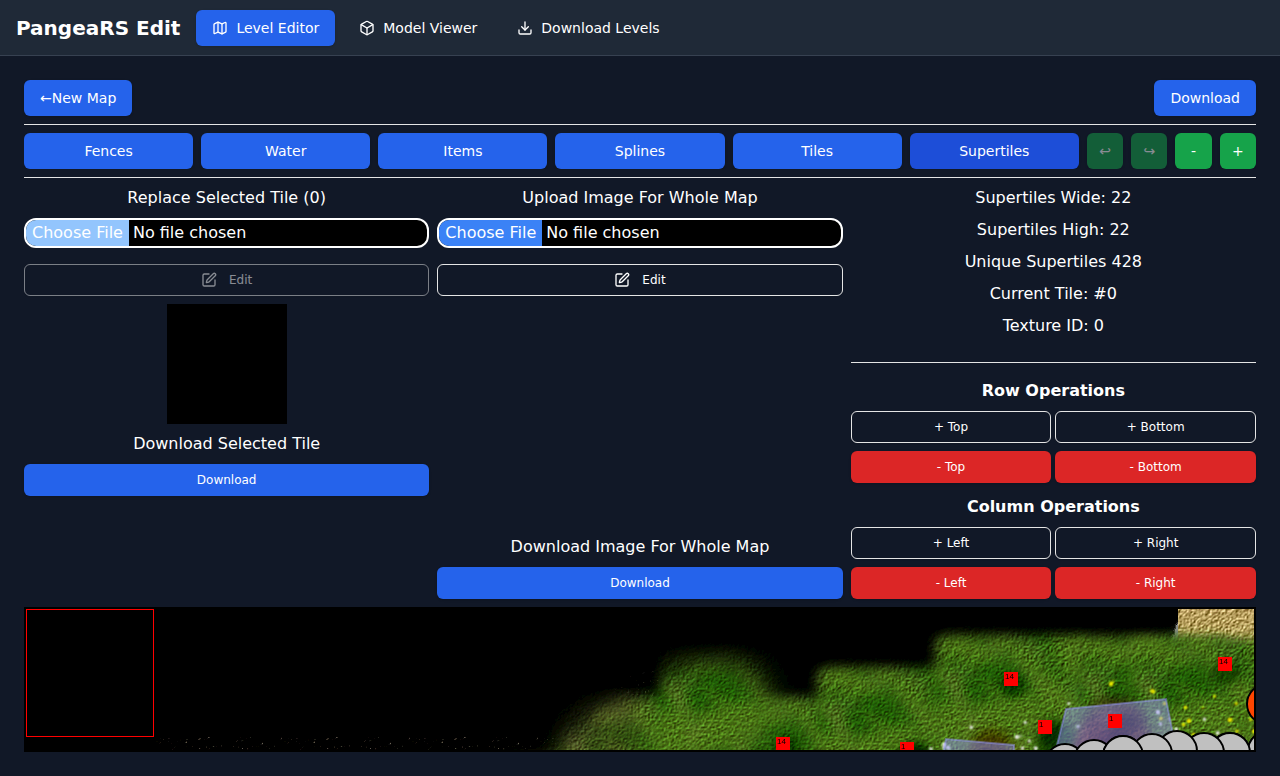 PangeaRS Edit Level Editor Model Viewer Download Levels
←New Map Download
Fences Water Items Splines Tiles Supertiles ↩ ↪ - +
Replace Selected Tile (0) Upload Image For Whole Map Supertiles Wide: 22
Choose File No file chosen Choose File No file chosen Supertiles High: 22
Unique Supertiles 428
Edit Edit
Current Tile: #0
Texture ID: 0
Row Operations
+ Top + Bottom
Download Selected Tile
- Top - Bottom
Download
Column Operations
+ Left + Right
Download Image For Whole Map
Download - Left - Right
14
14
1
1
14
1